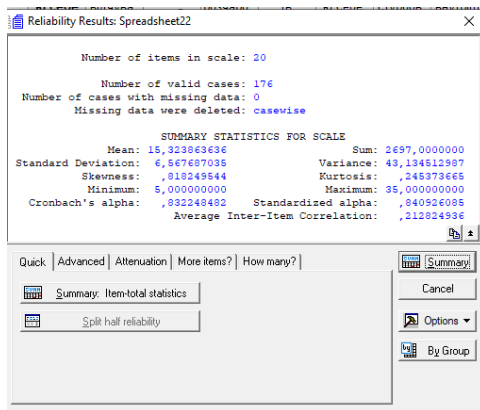 Reliability Results: Spreadsheet22
Number of items in scale: 20
Number of valid cases: 176
Number of cases with missing data: 0
Missing data were deleted: casewise
SUMMARY STATISTICS FOR SCALE
Mean: 15,323863636 Sum: 2697,0000000
Standard Deviation: 6,567687035 Variance: 43,134512987
Skewness: ,818249544 Kurtosis: ,245373665
Minimum: 5,000000000 Maximum: 35,000000000
Cronbach's alpha: ,832248482 Standardized alpha: ,840926085
Average Inter-Item Correlation: ,212824936
Quick Advanced Attenuation More items? How many?
Summary
Summary: Item-total statistics
Cancel
Split half reliability
Options
By Group